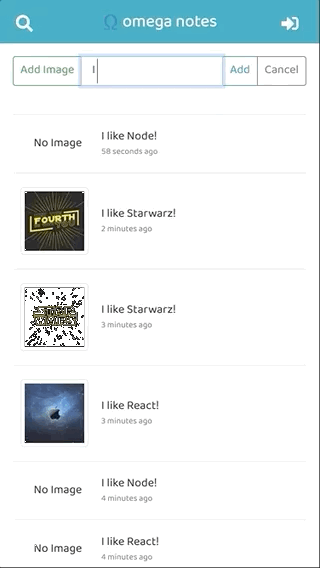 Ω omega notes
Add Image I Add Cancel
No Image
I like Node!
58 seconds ago
FOURTH
I like Starwarz!
2 minutes ago
I like Starwarz!
3 minutes ago
I like React!
3 minutes ago
No Image
I like Node!
4 minutes ago
No Image
I like React!
4 minutes ago